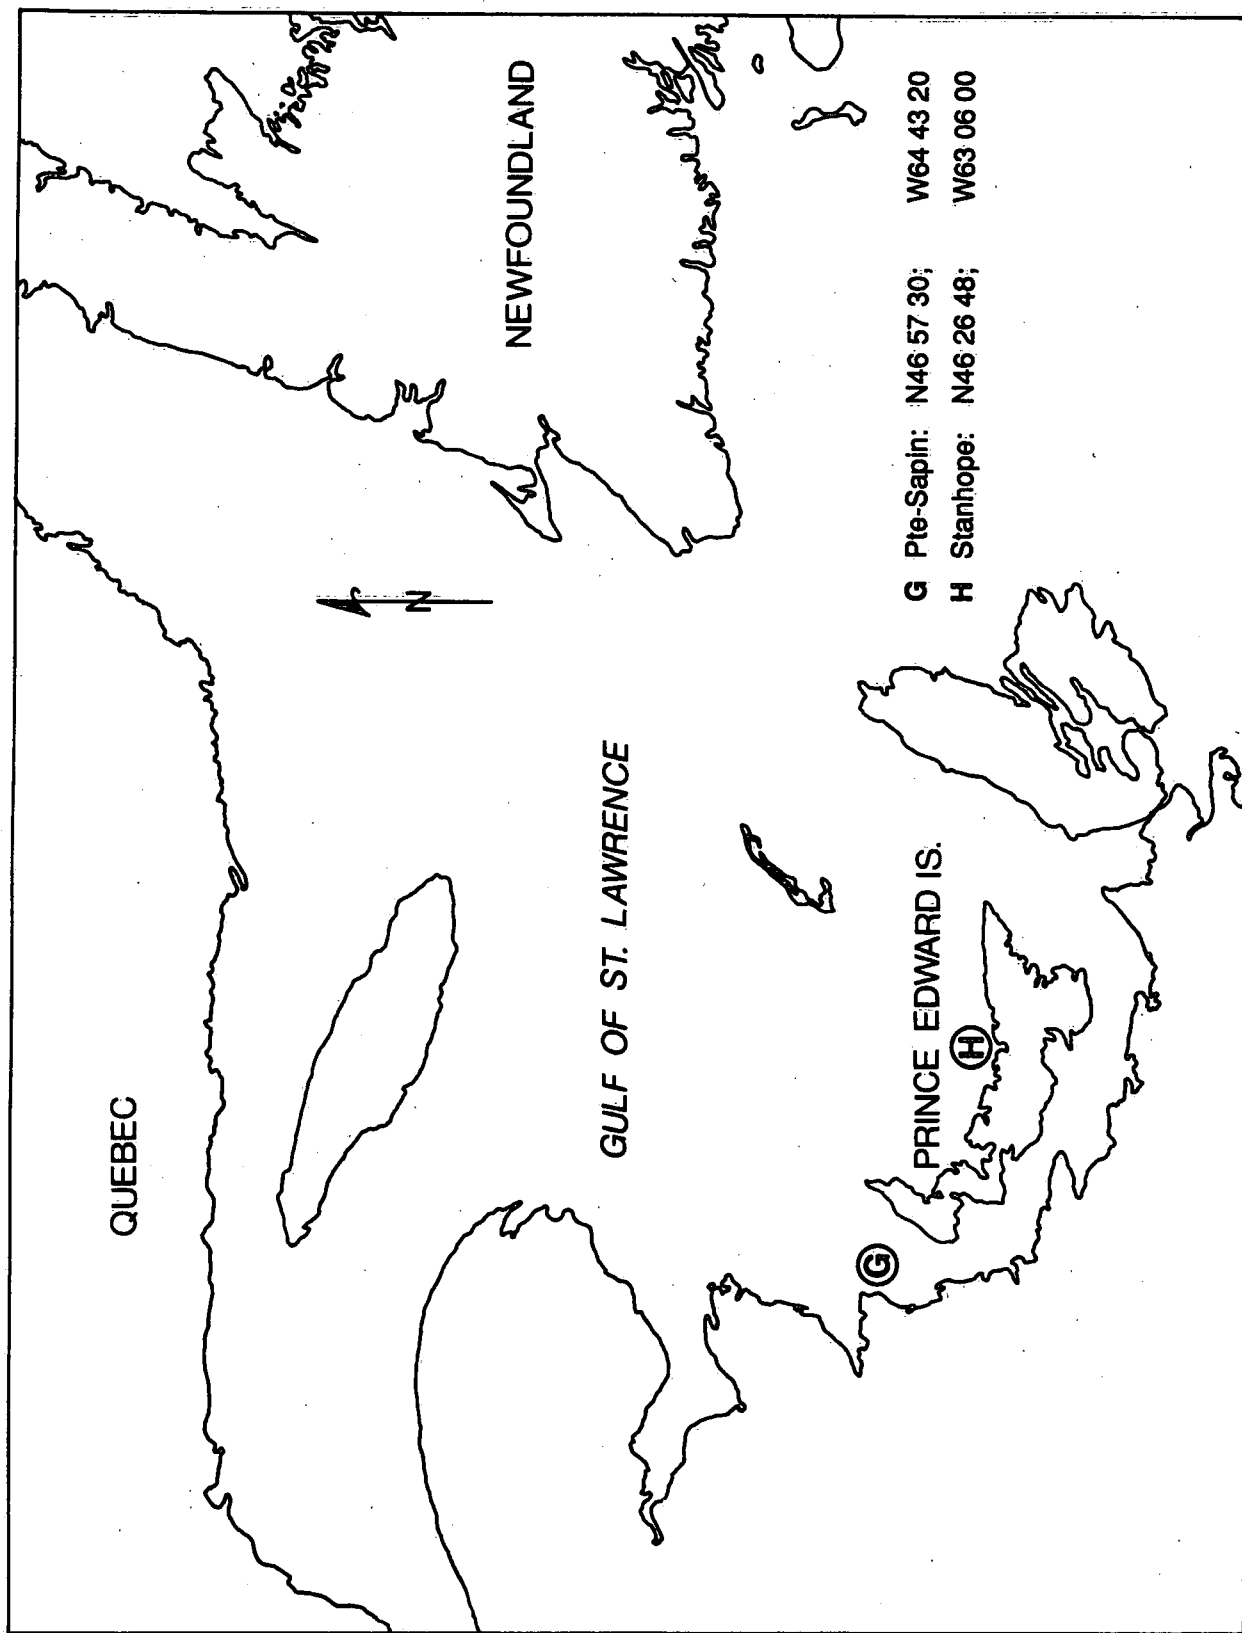 QUEBEC
NEWFOUNDLAND
N
GULF OF ST. LAWRENCE
PRINCE EDWARD IS.
G
H
G Pte-Sapin: N46 57 30; W64 43 20
H Stanhope: N46 26 48; W63 06 00